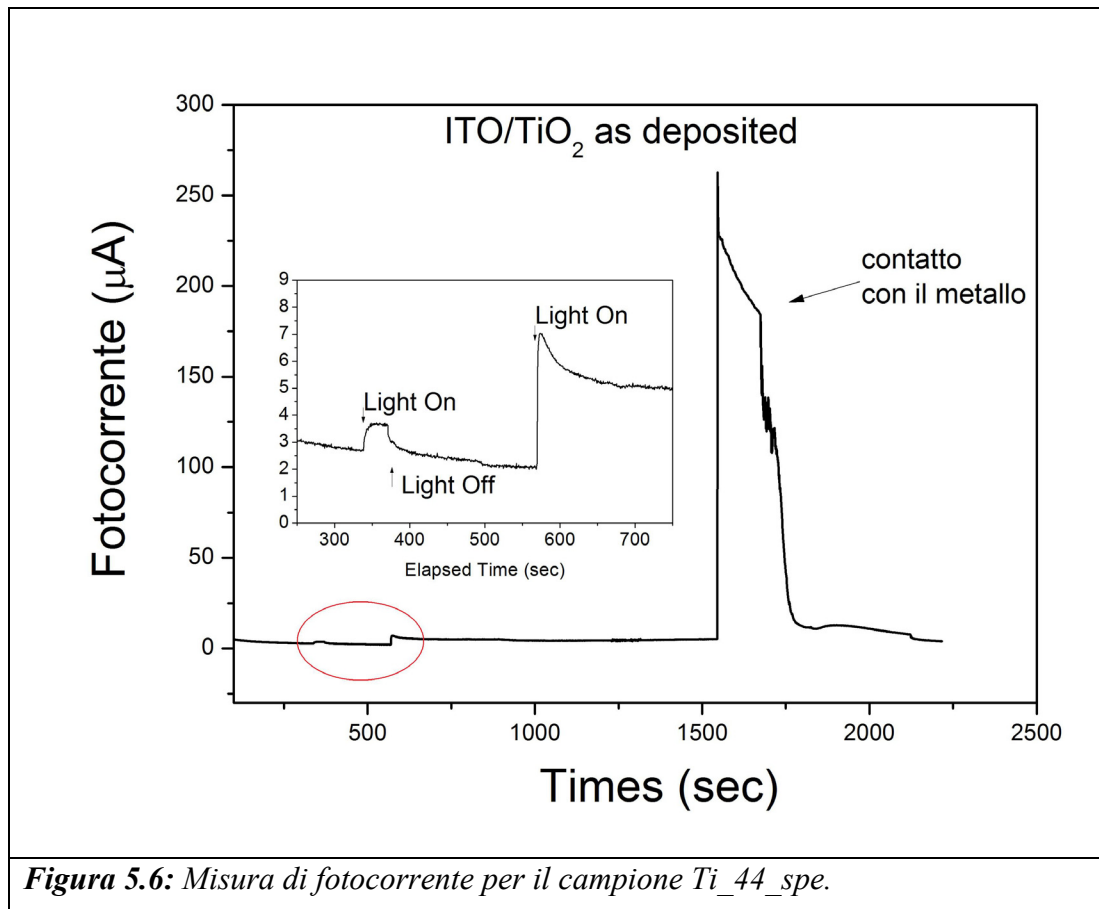 ITO/TiO₂ as deposited
Fotocorrente (μA)
300
250
200
150
100
50
0
contatto
con il metallo
9
8
7
6
5
4
3
2
1
0
Light On
Light On
Light Off
300 400 500 600 700
Elapsed Time (sec)
500 1000 1500 2000 2500
Times (sec)
Figura 5.6: Misura di fotocorrente per il campione Ti_44_spe.